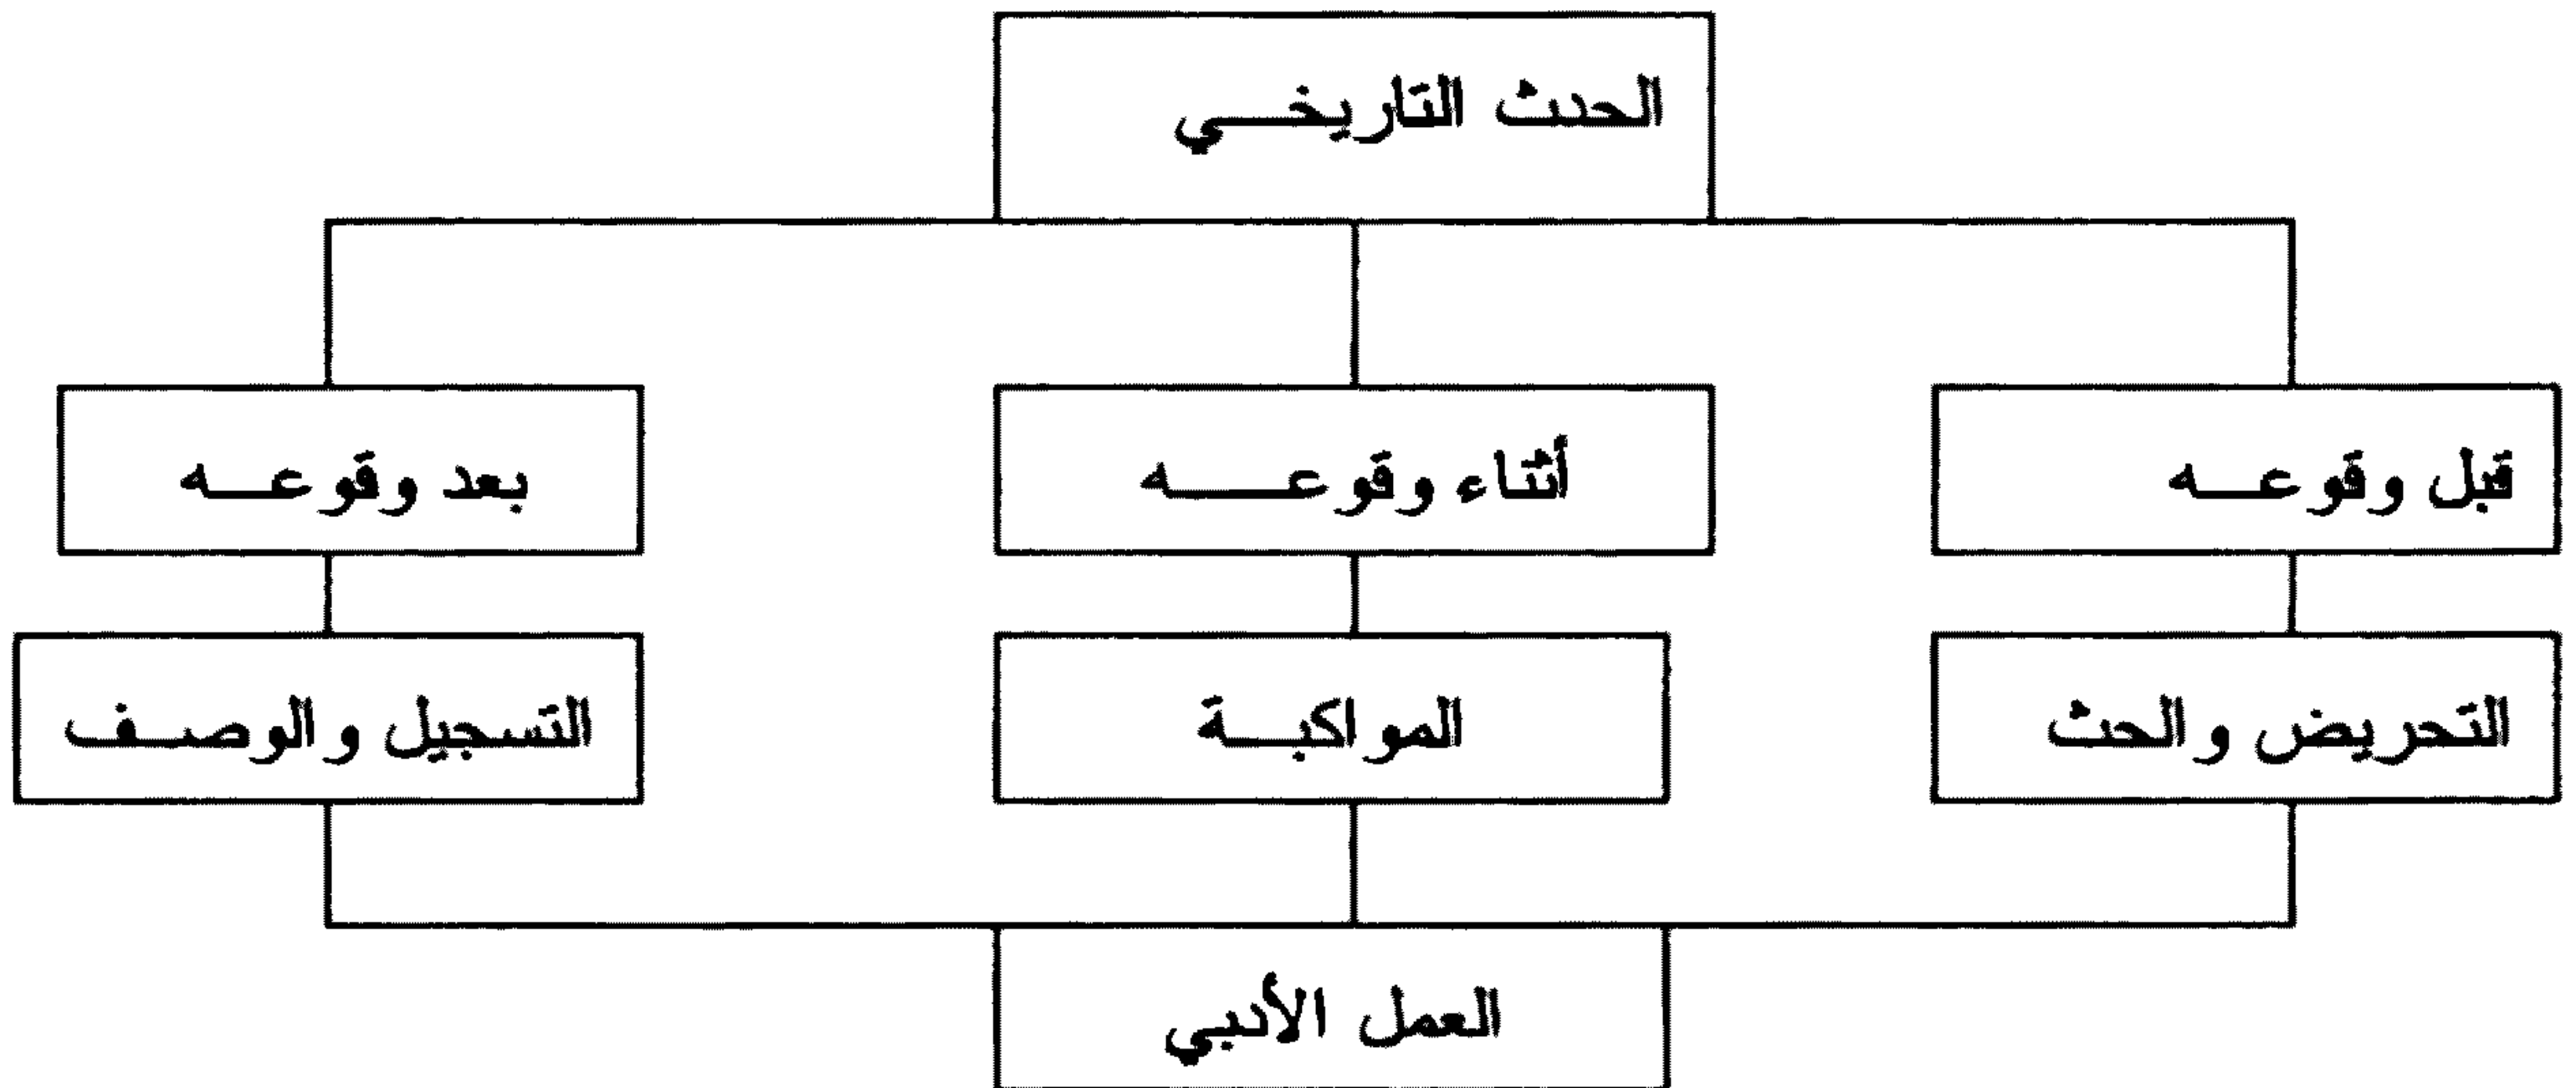 الحدث التاريخي
قبل وقوعه
أثناء وقوعه
بعد وقوعه
التحريض والحث
المواكبة
التسجيل والوصف
العمل الأدبي